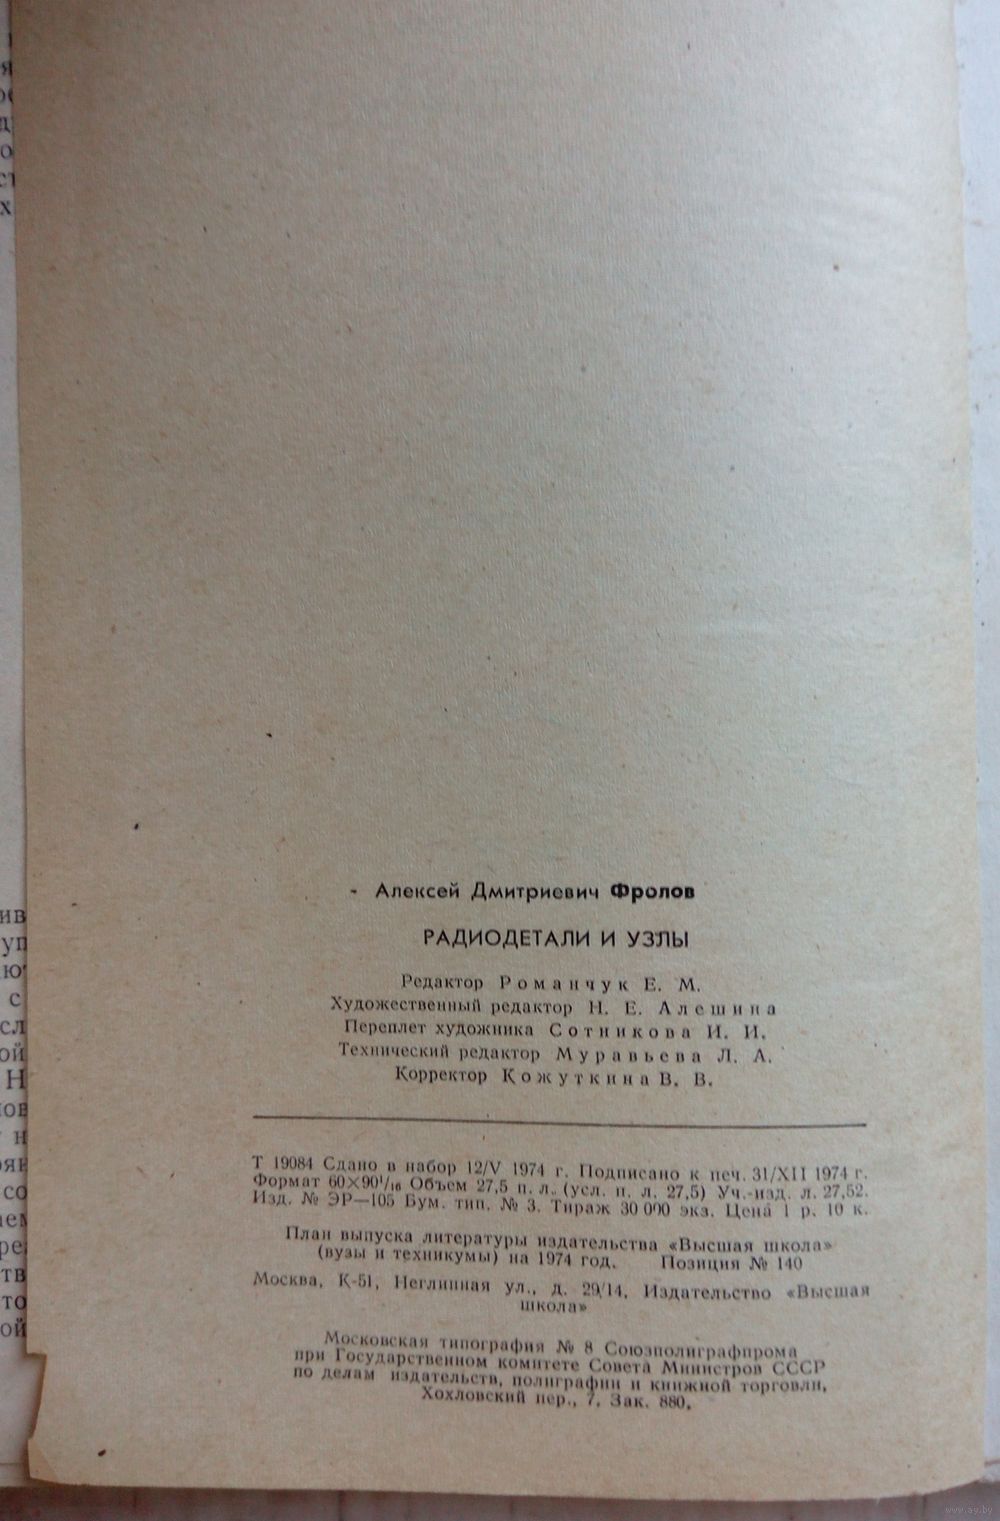 Алексей Дмитриевич Фролов
РАДИОДЕТАЛИ И УЗЛЫ
Редактор Романчук Е. М.
Художественный редактор Н. Е. Алешина
Переплет художника Сотникова И. И.
Технический редактор Муравьева Л. А.
Корректор Кожуткина В. В.
Т 19084 Сдано в набор 12/V 1974 г. Подписано к печ. 31/XII 1974 г.
Формат 60×90¹/₁₆ Объем 27,5 п. л. (усл. п. л. 27,5) Уч.-изд. л. 27,52.
Изд. № ЭР—105 Бум. тип. № 3. Тираж 30 000 экз. Цена 1 р. 10 к.
План выпуска литературы издательства «Высшая школа»
(вузы и техникумы) на 1974 год. Позиция № 140
Москва, К-51, Неглинная ул., д. 29/14, Издательство «Высшая
школа»
Московская типография № 8 Союзполиграфпрома
при Государственном комитете Совета Министров СССР
по делам издательств, полиграфии и книжной торговли,
Хохловский пер., 7. Зак. 880.
www.ay.by